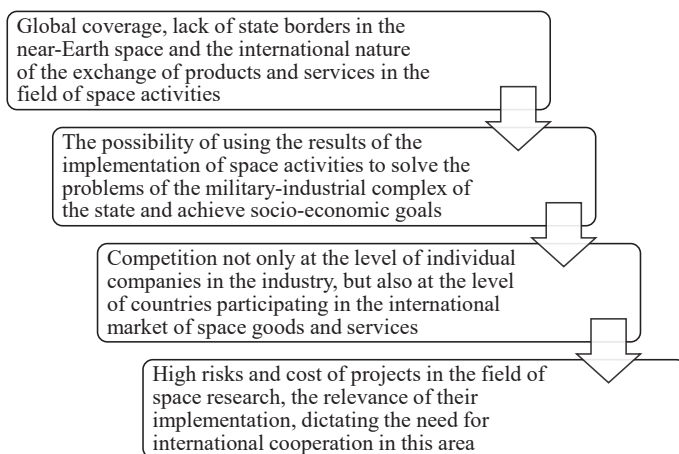 Global coverage, lack of state borders in the
near-Earth space and the international nature
of the exchange of products and services in the
field of space activities
The possibility of using the results of the
implementation of space activities to solve the
problems of the military-industrial complex of
the state and achieve socio-economic goals
Competition not only at the level of individual
companies in the industry, but also at the level
of countries participating in the international
market of space goods and services
High risks and cost of projects in the field of
space research, the relevance of their
implementation, dictating the need for
international cooperation in this area